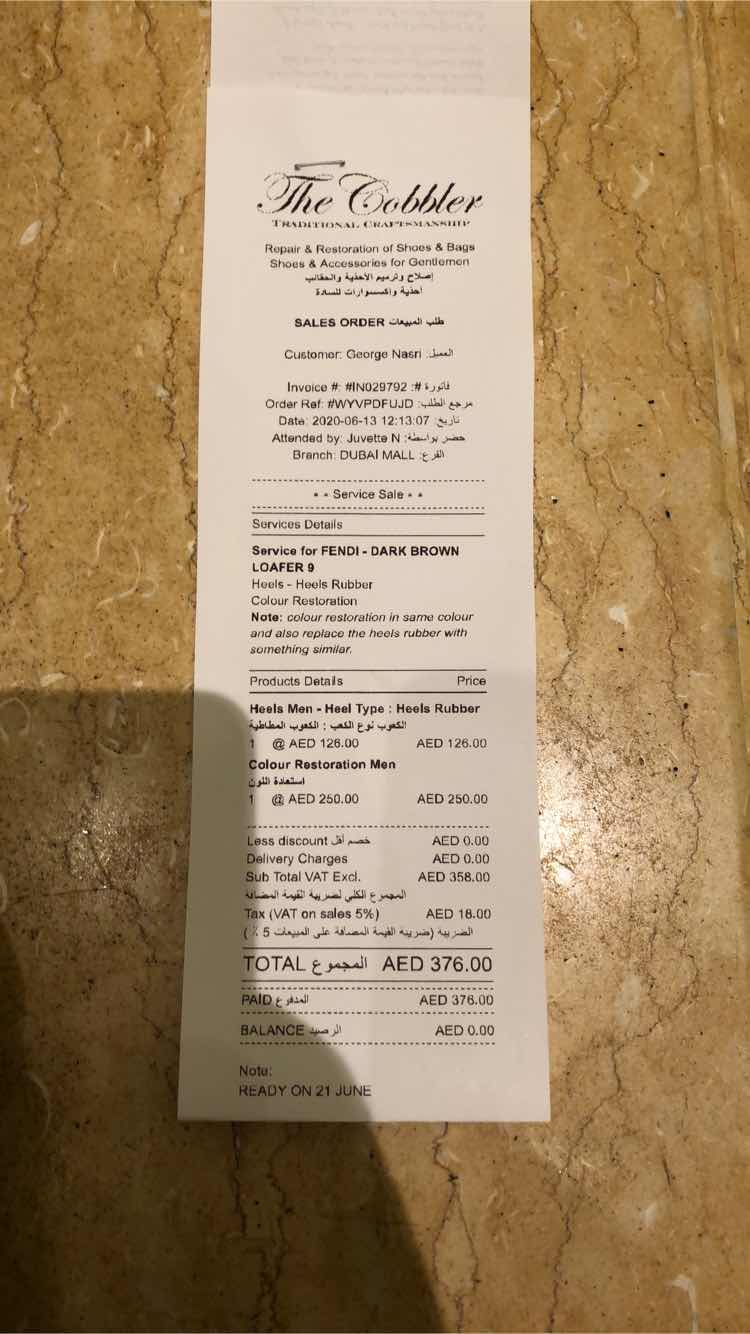 The Cobbler
TRADITIONAL CRAFTSMANSHIP
Repair & Restoration of Shoes & Bags
Shoes & Accessories for Gentlemen
إصلاح وترميم الأحذية والحقائب
أحذية وإكسسوارات للسادة
SALES ORDER طلب المبيعات
Customer: George Nasri العميل:
Invoice #: #IN029792 فاتورة #:
Order Ref: #WYVPDFUJD مرجع الطلب:
Date: 2020-06-13 12:13:07 تاريخ:
Attended by: Juvette N حضر بواسطة:
Branch: DUBAI MALL الفرع:
* * Service Sale * *
Services Details
Service for FENDI - DARK BROWN
LOAFER 9
Heels - Heels Rubber
Colour Restoration
Note: colour restoration in same colour
and also replace the heels rubber with
something similar.
Products Details Price
Heels Men - Heel Type : Heels Rubber
الكعوب نوع الكعب : الكعوب المطاطية
1 @ AED 126.00 AED 126.00
Colour Restoration Men
استعادة اللون
1 @ AED 250.00 AED 250.00
Less discount خصم أقل AED 0.00
Delivery Charges AED 0.00
Sub Total VAT Excl. AED 358.00
المجموع الكلي لضريبة القيمة المضافة
Tax (VAT on sales 5%) AED 18.00
الضريبة (ضريبة القيمة المضافة على المبيعات 5 ٪ )
TOTAL المجموع AED 376.00
PAID المدفوع AED 376.00
BALANCE الرصيد AED 0.00
Note:
READY ON 21 JUNE